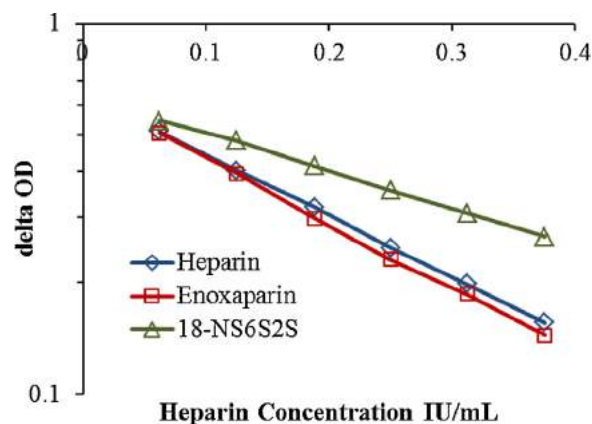 1
0 0.1 0.2 0.3 0.4
delta OD
Heparin
Enoxaparin
18-NS6S2S
0.1
Heparin Concentration IU/mL